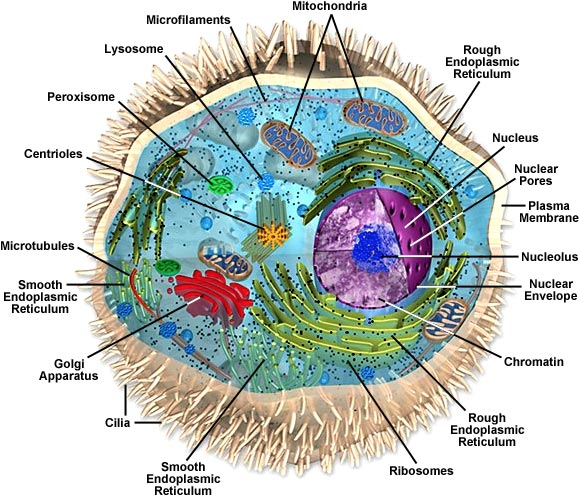 Mitochondria
Microfilaments
Lysosome
Rough
Endoplasmic
Reticulum
Peroxisome
Nucleus
Centrioles
Nuclear
Pores
Plasma
Membrane
Microtubules
Nucleolus
Smooth
Endoplasmic
Reticulum
Nuclear
Envelope
Golgi
Apparatus
Chromatin
Cilia
Rough
Endoplasmic
Reticulum
Smooth
Endoplasmic
Reticulum
Ribosomes